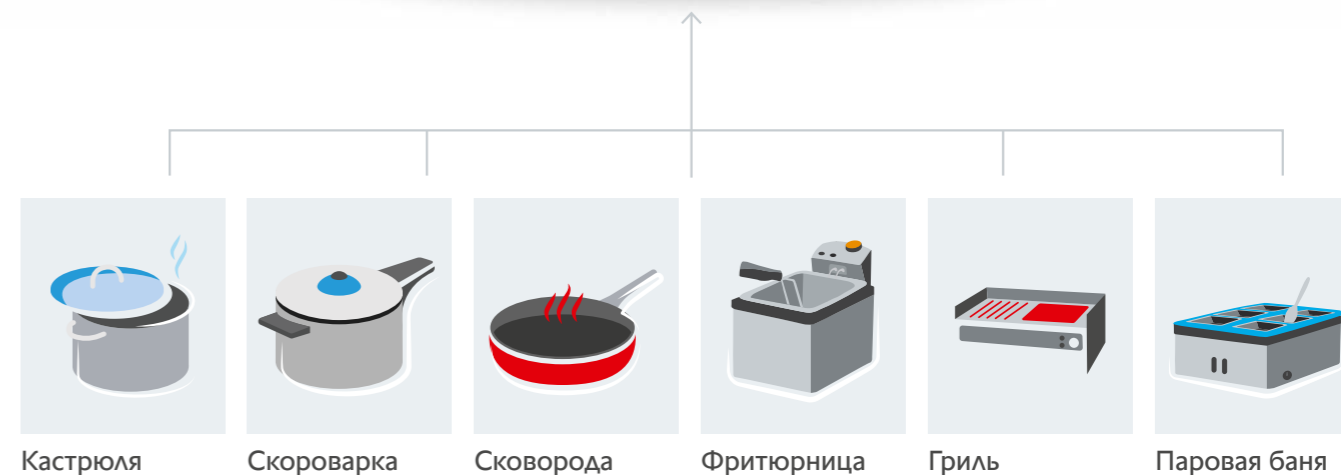 Кастрюля
Скороварка
Сковорода
Фритюрница
Гриль
Паровая баня